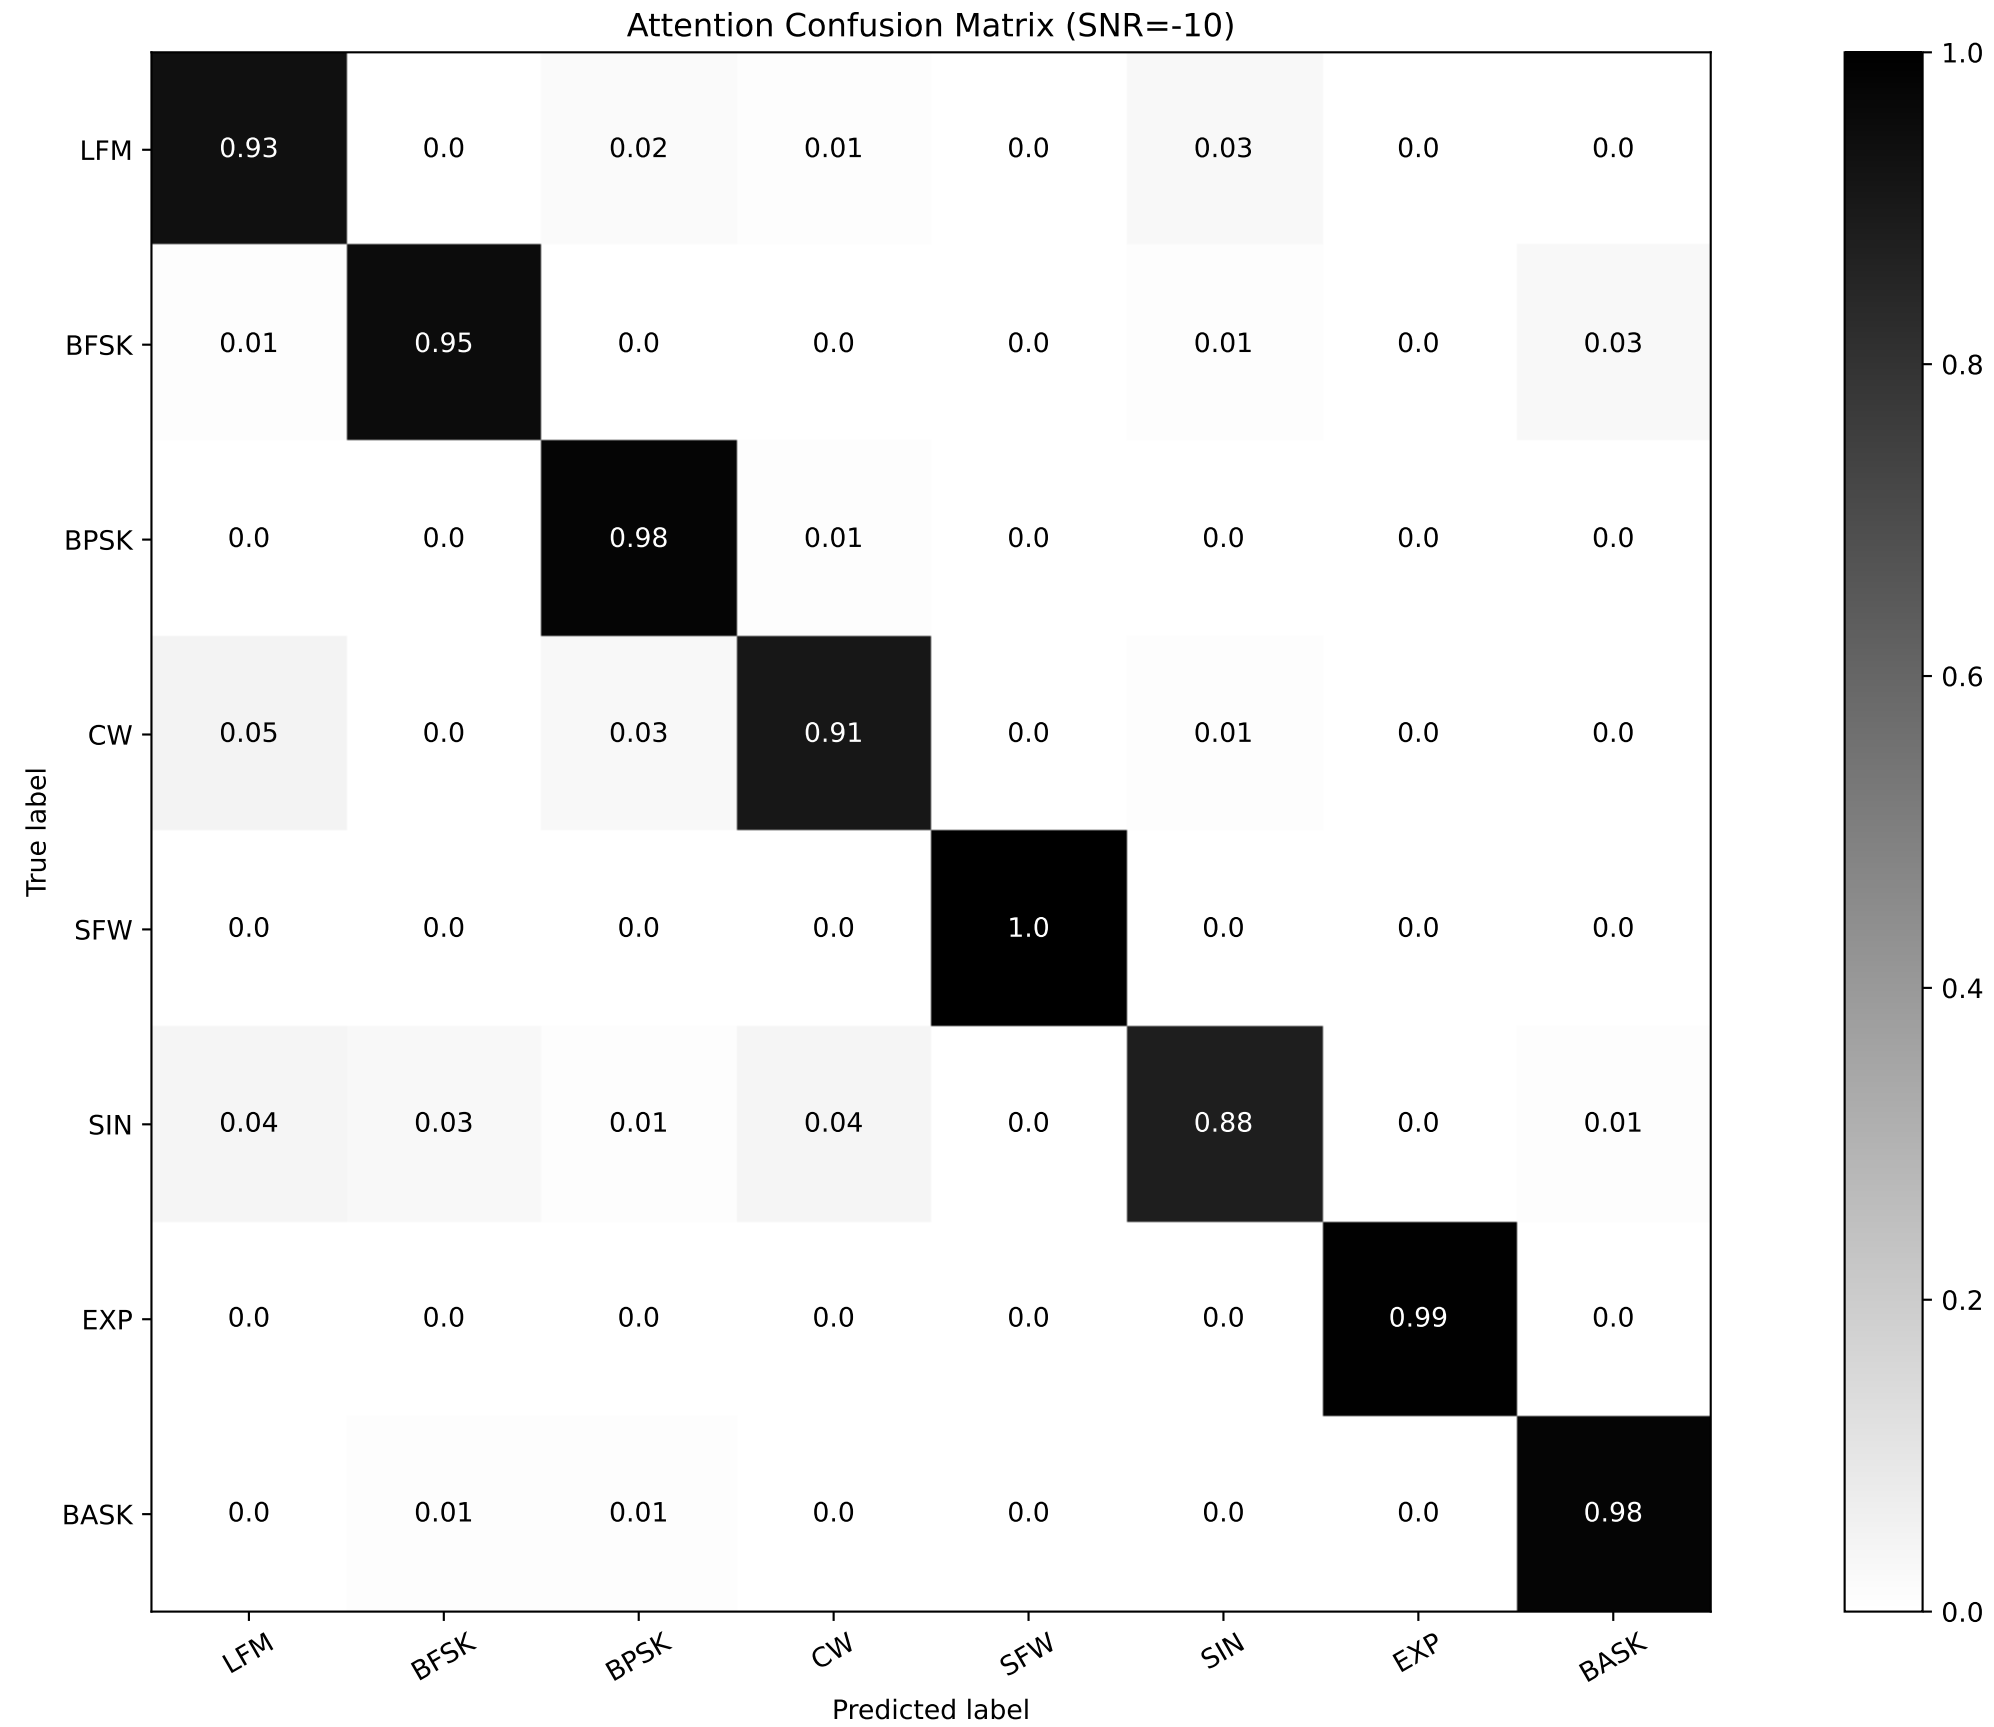 Attention Confusion Matrix (SNR=-10)
1.0
LFM 0.93 0.0 0.02 0.01 0.0 0.03 0.0 0.0
BFSK 0.01 0.95 0.0 0.0 0.0 0.01 0.0 0.03
0.8
BPSK 0.0 0.0 0.98 0.01 0.0 0.0 0.0 0.0
0.6
CW 0.05 0.0 0.03 0.91 0.0 0.01 0.0 0.0
True label
SFW 0.0 0.0 0.0 0.0 1.0 0.0 0.0 0.0
0.4
SIN 0.04 0.03 0.01 0.04 0.0 0.88 0.0 0.01
0.2
EXP 0.0 0.0 0.0 0.0 0.0 0.0 0.99 0.0
BASK 0.0 0.01 0.01 0.0 0.0 0.0 0.0 0.98
0.0
LFM BFSK BPSK CW SFW SIN EXP BASK
Predicted label